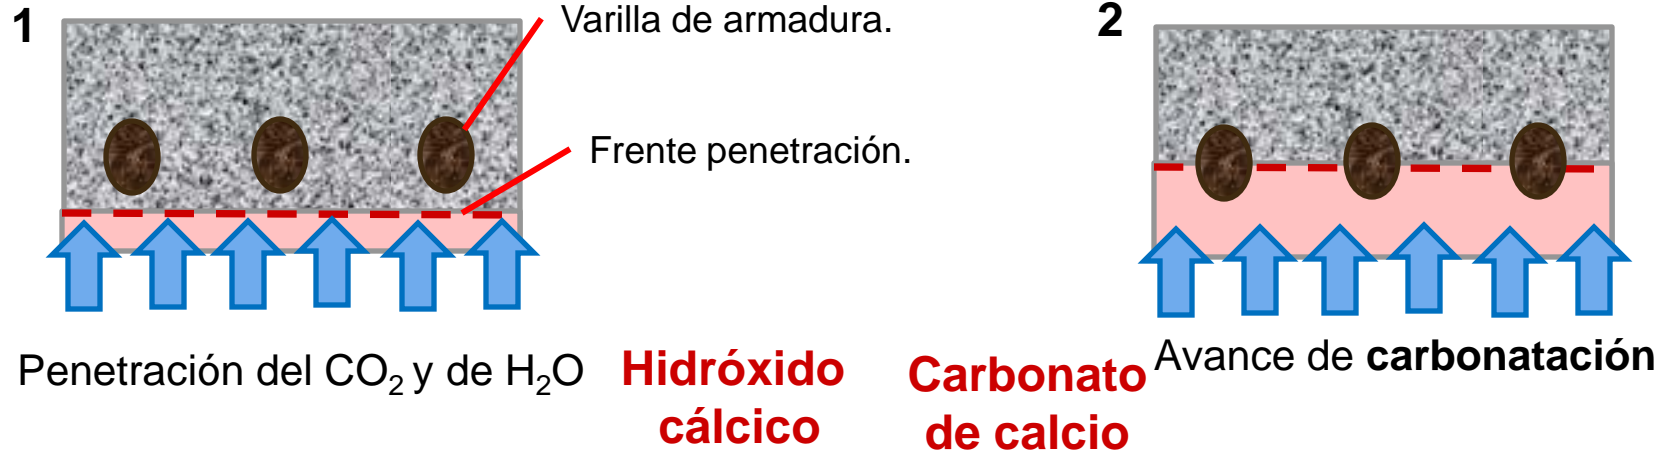 1
Varilla de armadura.
Frente penetración.
2
Penetración del CO₂ y de H₂O
Hidróxido
cálcico
Carbonato
de calcio
Avance de carbonatación